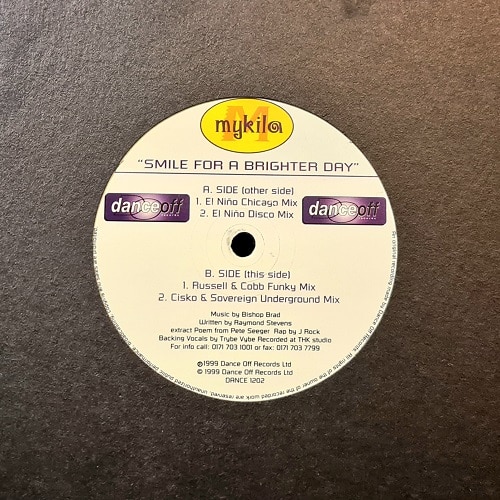 M
mykila
"SMILE FOR A BRIGHTER DAY"
A. SIDE (other side)
1. El Niño Chicago Mix
2. El Niño Disco Mix
danceoff
danceoff
B. SIDE (this side)
1. Russell & Cobb Funky Mix
2. Cisko & Sovereign Underground Mix
Music by Bishop Brad
Written by Raymond Stevens
extract Poem from Pete Seeger Rap by J Rock
Backing Vocals by Trybe Vybe Recorded at THK studio
For info call: 0171 703 1001 or fax: 0171 703 7799
℗1999 Dance Off Records Ltd
© 1999 Dance Off Records Ltd
DANCE 1202